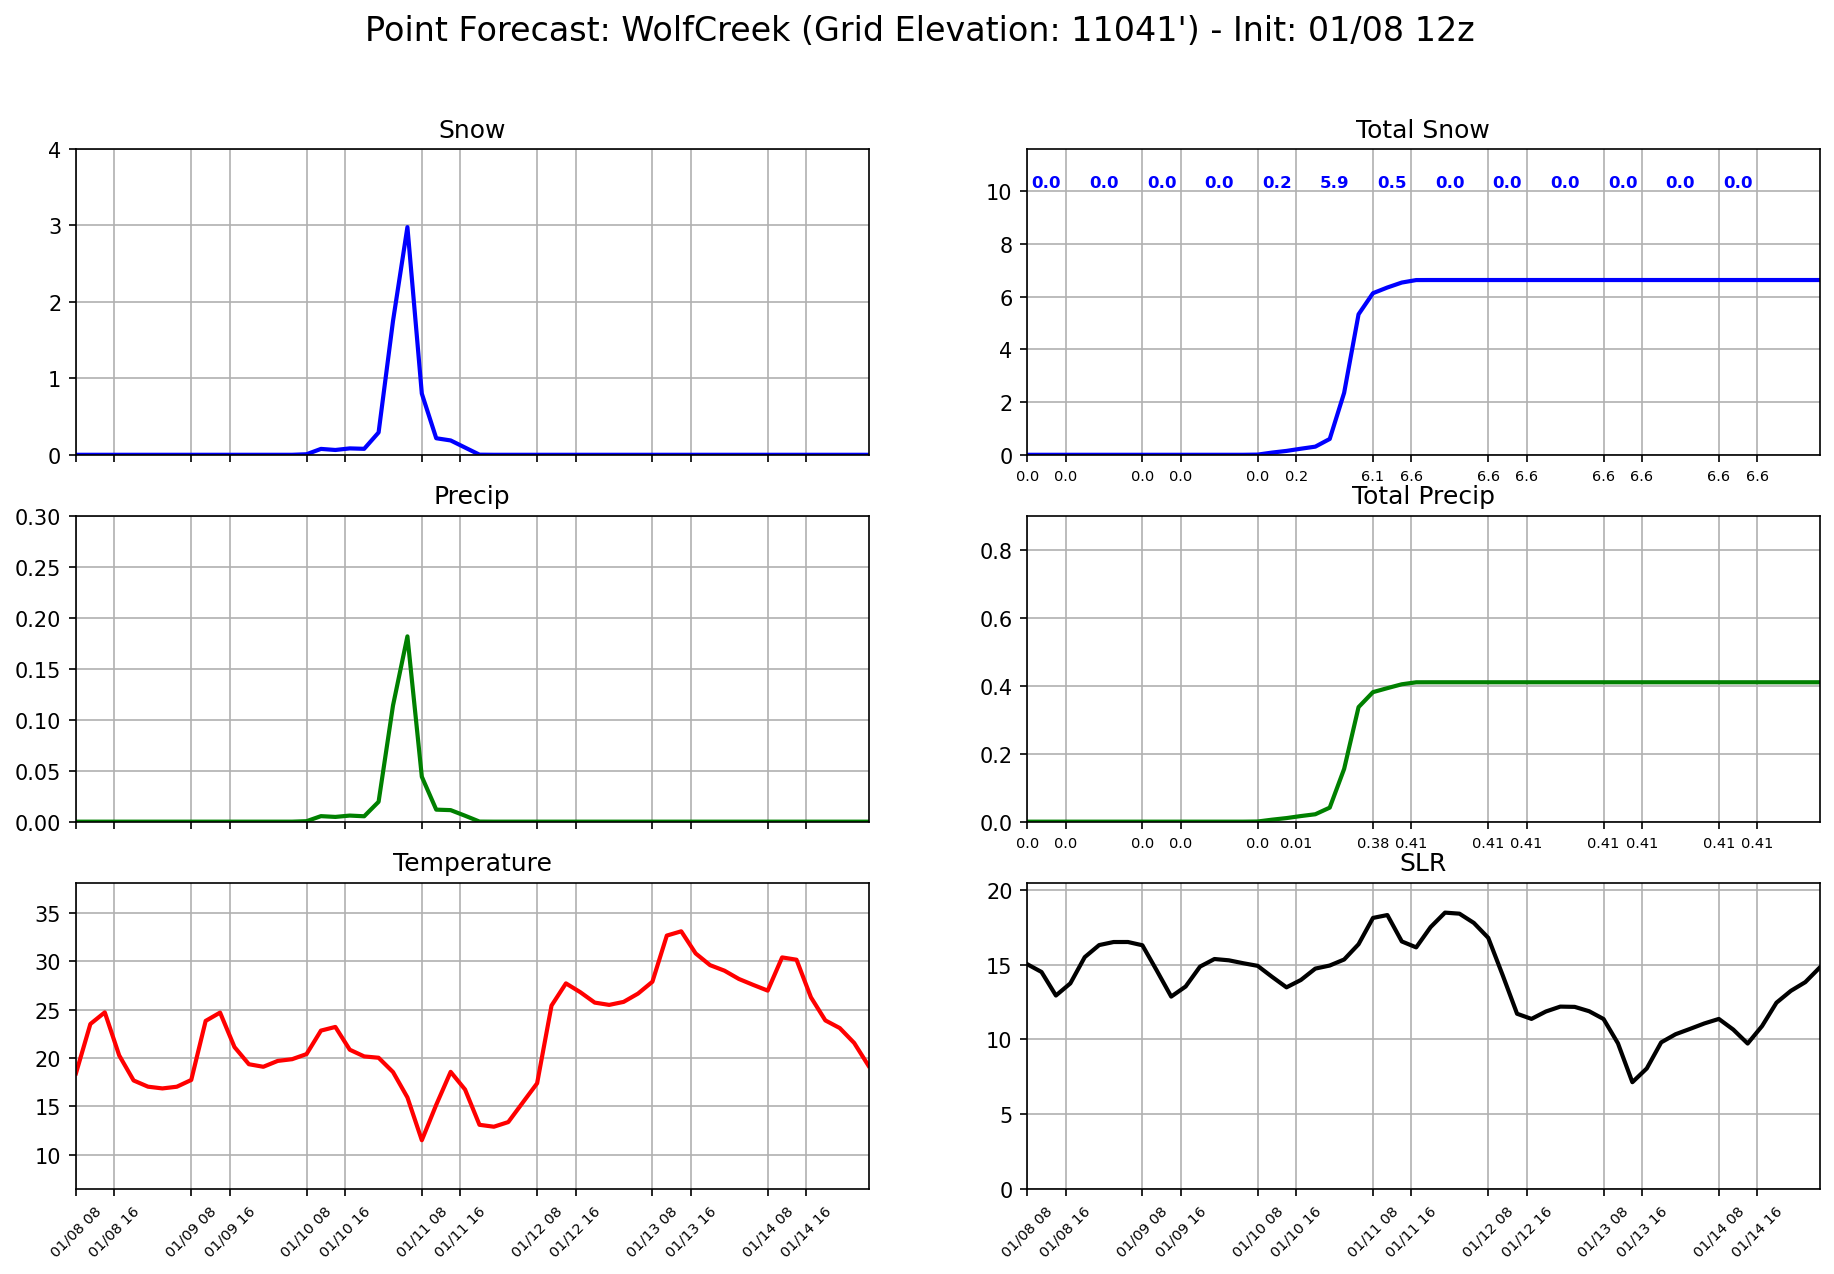 Point Forecast: WolfCreek (Grid Elevation: 11041') - Init: 01/08 12z
Snow
4
3
2
1
0
Total Snow
0.0 0.0 0.0 0.0 0.2 5.9 0.5 0.0 0.0 0.0 0.0 0.0 0.0
10
8
6
4
2
0
0.0 0.0 0.0 0.0 0.0 0.2 6.1 6.6 6.6 6.6 6.6 6.6 6.6 6.6
Precip
0.30
0.25
0.20
0.15
0.10
0.05
0.00
Total Precip
0.8
0.6
0.4
0.2
0.0
0.0 0.0 0.0 0.0 0.0 0.01 0.38 0.41 0.41 0.41 0.41 0.41 0.41 0.41
Temperature
35
30
25
20
15
10
01/08 08 01/08 16 01/09 08 01/09 16 01/10 08 01/10 16 01/11 08 01/11 16 01/12 08 01/12 16 01/13 08 01/13 16 01/14 08 01/14 16
SLR
20
15
10
5
0
01/08 08 01/08 16 01/09 08 01/09 16 01/10 08 01/10 16 01/11 08 01/11 16 01/12 08 01/12 16 01/13 08 01/13 16 01/14 08 01/14 16